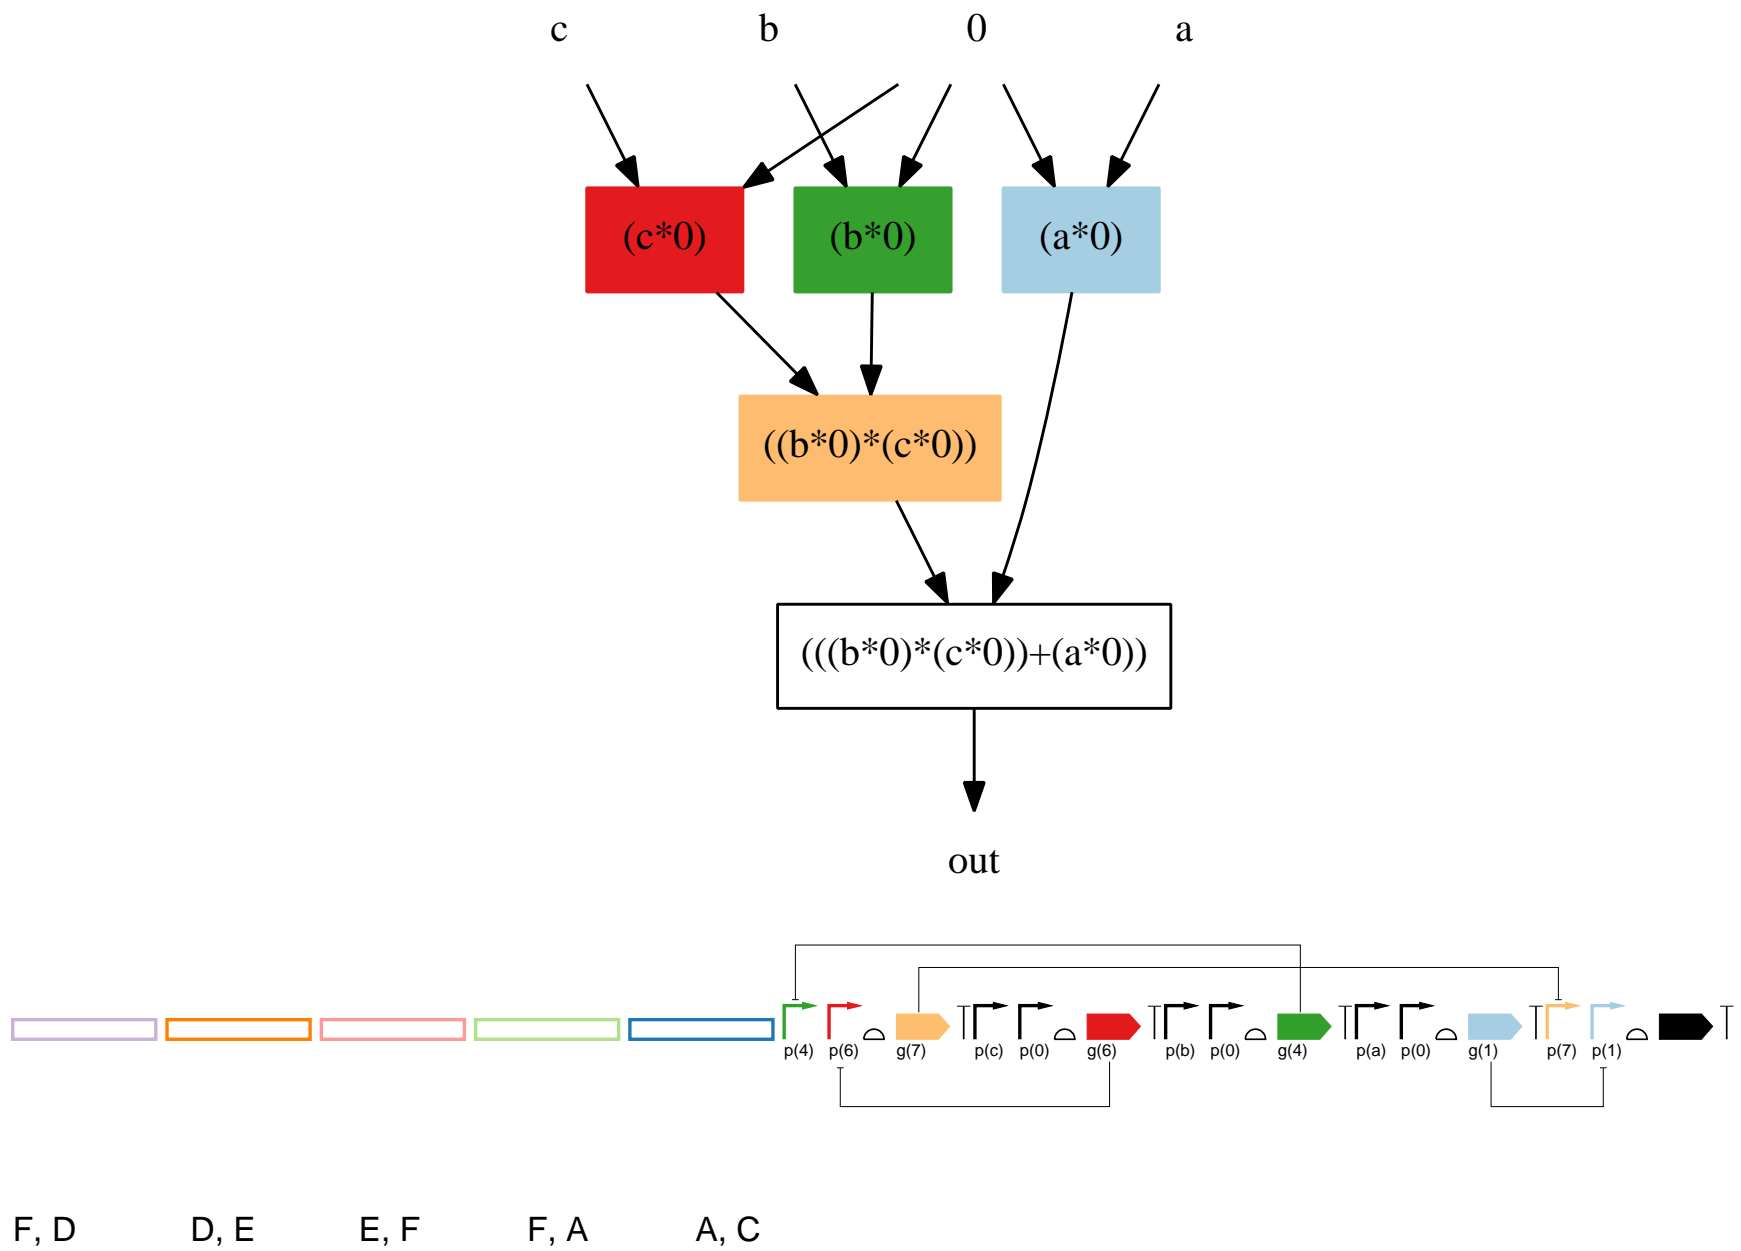 c b 0 a
(c*0) (b*0) (a*0)
((b*0)*(c*0))
(((b*0)*(c*0))+(a*0))
out
p(4) p(6) g(7) p(c) p(0) g(6) p(b) p(0) g(4) p(a) p(0) g(1) p(7) p(1)
F, D D, E E, F F, A A, C